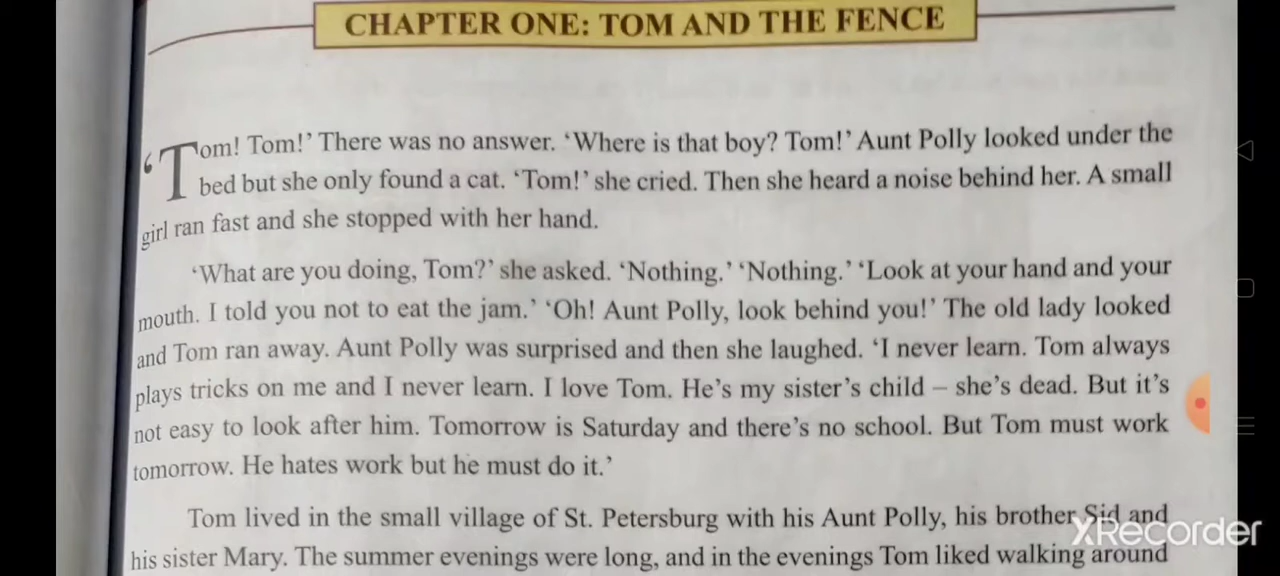 CHAPTER ONE: TOM AND THE FENCE
‘Tom! Tom!’ There was no answer. ‘Where is that boy? Tom!’ Aunt Polly looked under the
bed but she only found a cat. ‘Tom!’ she cried. Then she heard a noise behind her. A small
girl ran fast and she stopped with her hand.
‘What are you doing, Tom?’ she asked. ‘Nothing.’ ‘Nothing.’ ‘Look at your hand and your
mouth. I told you not to eat the jam.’ ‘Oh! Aunt Polly, look behind you!’ The old lady looked
and Tom ran away. Aunt Polly was surprised and then she laughed. ‘I never learn. Tom always
plays tricks on me and I never learn. I love Tom. He’s my sister’s child – she’s dead. But it’s
not easy to look after him. Tomorrow is Saturday and there’s no school. But Tom must work
tomorrow. He hates work but he must do it.’
Tom lived in the small village of St. Petersburg with his Aunt Polly, his brother Sid and
his sister Mary. The summer evenings were long, and in the evenings Tom liked walking around
XRecorder